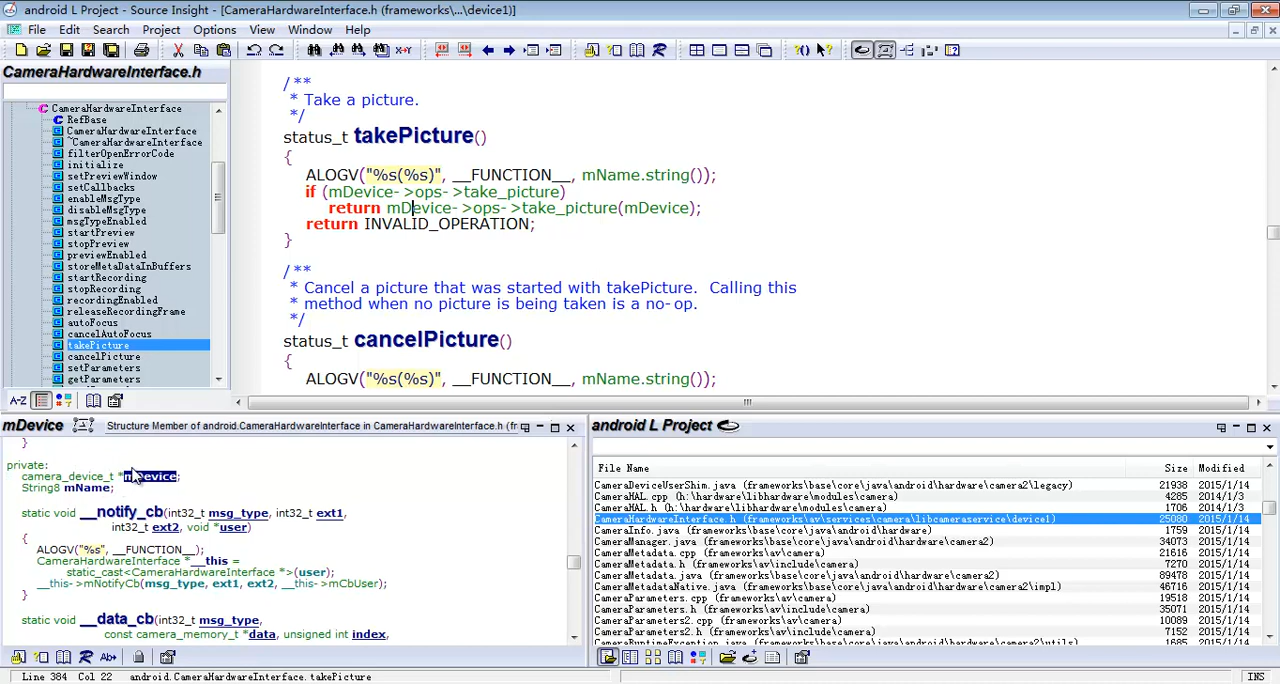 android L Project - Source Insight - [CameraHardwareInterface.h (frameworks\...\device1)]
File Edit Search Project Options View Window Help
CameraHardwareInterface.h
CameraHardwareInterface
RefBase
CameraHardwareInterface
~CameraHardwareInterface
filterOpenErrorCode
initialize
setPreviewWindow
setCallbacks
enableMsgType
disableMsgType
msgTypeEnabled
startPreview
stopPreview
previewEnabled
storeMetaDataInBuffers
startRecording
stopRecording
recordingEnabled
releaseRecordingFrame
autoFocus
cancelAutoFocus
takePicture
cancelPicture
setParameters
getParameters
A-Z
/**
* Take a picture.
*/
status_t takePicture()
{
ALOGV("%s(%s)", __FUNCTION__, mName.string());
if (mDevice->ops->take_picture)
return mDevice->ops->take_picture(mDevice);
return INVALID_OPERATION;
}
/**
* Cancel a picture that was started with takePicture. Calling this
* method when no picture is being taken is a no-op.
*/
status_t cancelPicture()
{
ALOGV("%s(%s)", __FUNCTION__, mName.string());
mDevice Structure Member of android.CameraHardwareInterface in CameraHardwareInterface.h (fr
}
private:
camera_device_t *mDevice;
String8 mName;
static void __notify_cb(int32_t msg_type, int32_t ext1,
int32_t ext2, void *user)
{
ALOGV("%s", __FUNCTION__);
CameraHardwareInterface *__this =
static_cast<CameraHardwareInterface *>(user);
__this->mNotifyCb(msg_type, ext1, ext2, __this->mCbUser);
}
static void __data_cb(int32_t msg_type,
const camera_memory_t *data, unsigned int index,
android L Project
File Name Size Modified
CameraDeviceUserShim.java (frameworks\base\core\java\android\hardware\camera2\legacy) 21938 2015/1/14
CameraHAL.cpp (h:\hardware\libhardware\modules\camera) 4285 2014/1/3
CameraHAL.h (h:\hardware\libhardware\modules\camera) 1706 2014/1/3
CameraHardwareInterface.h (frameworks\av\services\camera\libcameraservice\device1) 25080 2015/1/14
CameraInfo.java (frameworks\base\core\java\android\hardware) 1759 2015/1/14
CameraManager.java (frameworks\base\core\java\android\hardware\camera2) 34073 2015/1/14
CameraMetadata.cpp (frameworks\av\camera) 21616 2015/1/14
CameraMetadata.h (frameworks\av\include\camera) 7270 2015/1/14
CameraMetadata.java (frameworks\base\core\java\android\hardware\camera2) 89478 2015/1/14
CameraMetadataNative.java (frameworks\base\core\java\android\hardware\camera2\impl) 46716 2015/1/14
CameraParameters.cpp (frameworks\av\camera) 19518 2015/1/14
CameraParameters.h (frameworks\av\include\camera) 35071 2015/1/14
CameraParameters2.cpp (frameworks\av\camera) 10089 2015/1/14
CameraParameters2.h (frameworks\av\include\camera) 7152 2015/1/14
CameraRuntimeException.java (frameworks\base\core\java\android\hardware\camera2\utils) 1685 2015/1/14
Line 384 Col 22 android.CameraHardwareInterface.takePicture INS